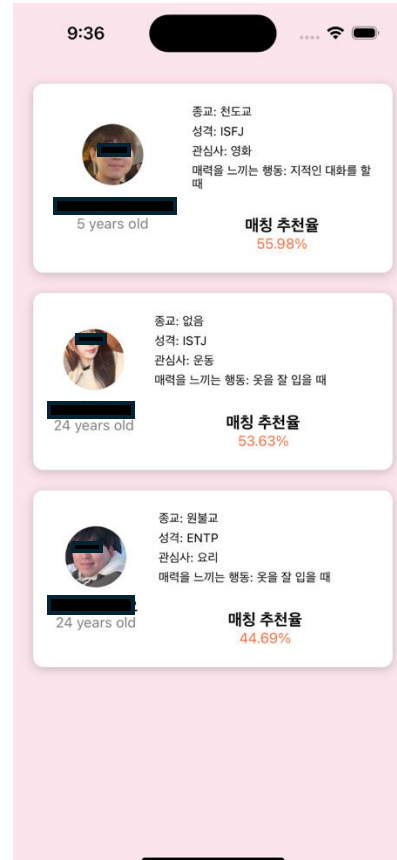 9:36
종교: 천도교
성격: ISFJ
관심사: 영화
매력을 느끼는 행동: 지적인 대화를 할
때
5 years old
매칭 추천율
55.98%
종교: 없음
성격: ISTJ
관심사: 운동
매력을 느끼는 행동: 옷을 잘 입을 때
24 years old
매칭 추천율
53.63%
종교: 원불교
성격: ENTP
관심사: 요리
매력을 느끼는 행동: 옷을 잘 입을 때
24 years old
매칭 추천율
44.69%